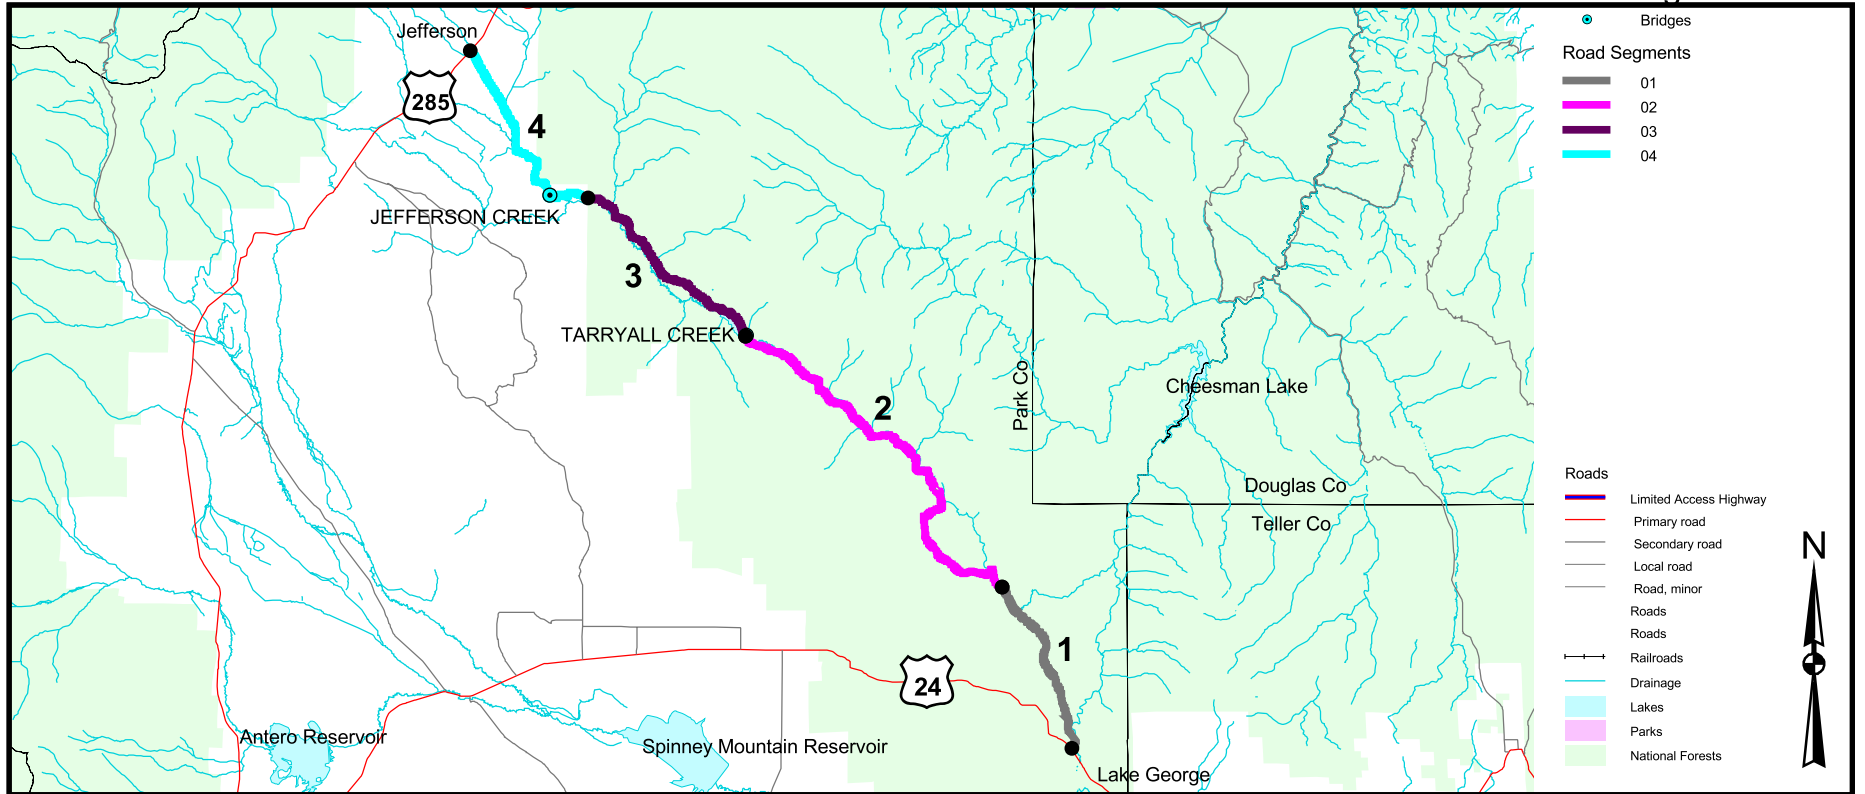 Bridges
Road Segments
01
02
03
04
Jefferson
285
4
JEFFERSON CREEK
3
TARRYALL CREEK
2
Park Co
Cheesman Lake
Douglas Co
Teller Co
1
24
Antero Reservoir
Spinney Mountain Reservoir
Lake George
Roads
Limited Access Highway
Primary road
Secondary road
Local road
Road, minor
Roads
Roads
Railroads
Drainage
Lakes
Parks
National Forests
N